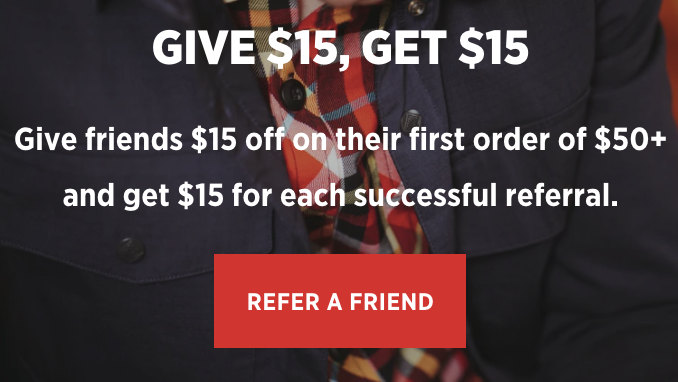 GIVE $15, GET $15
Give friends $15 off on their first order of $50+
and get $15 for each successful referral.
REFER A FRIEND